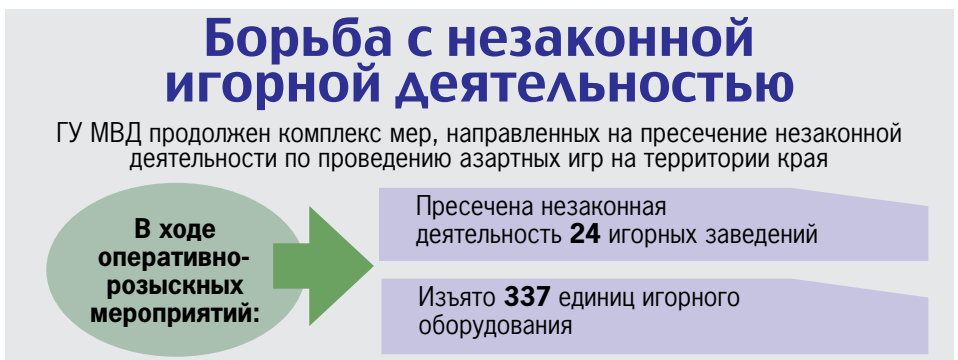 Борьба с незаконной
игорной деятельностью
ГУ МВД продолжен комплекс мер, направленных на пресечение незаконной
деятельности по проведению азартных игр на территории края
В ходе
оперативно-
розыскных
мероприятий:
Пресечена незаконная
деятельность 24 игорных заведений
Изъято 337 единиц игорного
оборудования